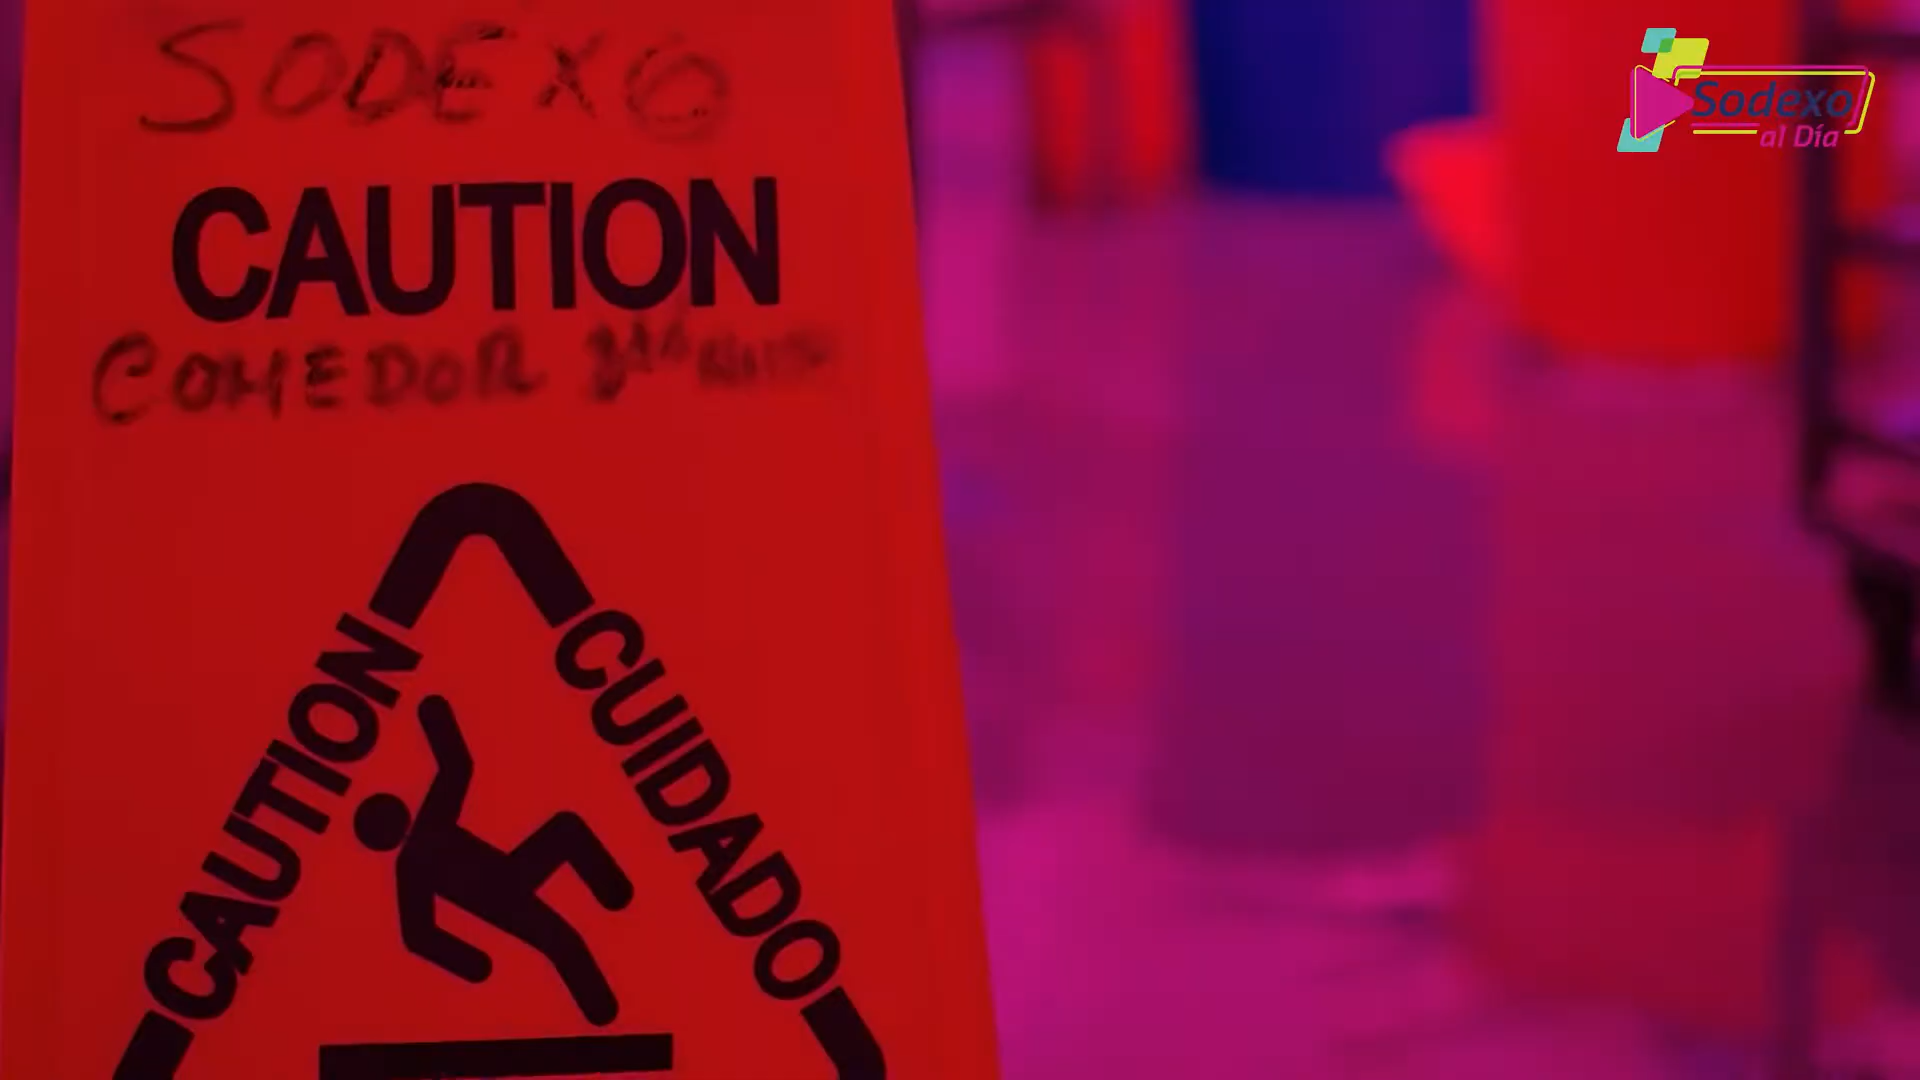 SODEXO
CAUTION
COMEDOR
CAUTION
CUIDADO
Sodexo
al Día